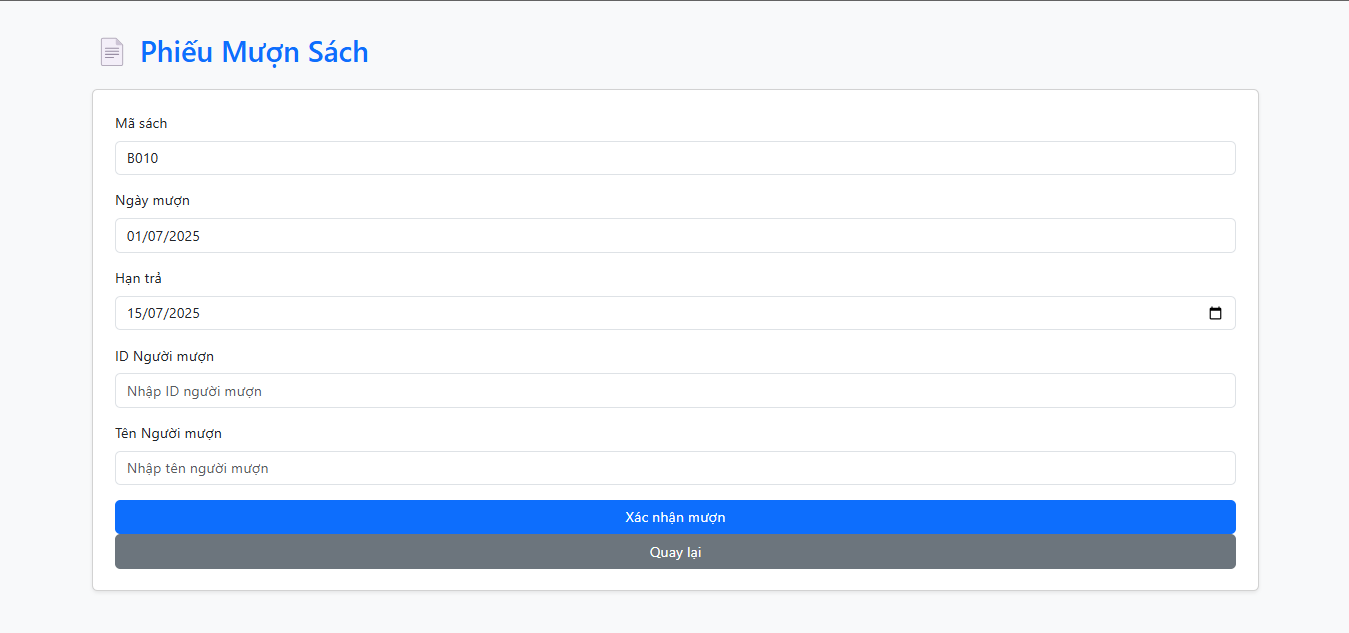 Phiếu Mượn Sách
Mã sách
B010
Ngày mượn
01/07/2025
Hạn trả
15/07/2025
ID Người mượn
Nhập ID người mượn
Tên Người mượn
Nhập tên người mượn
Xác nhận mượn
Quay lại